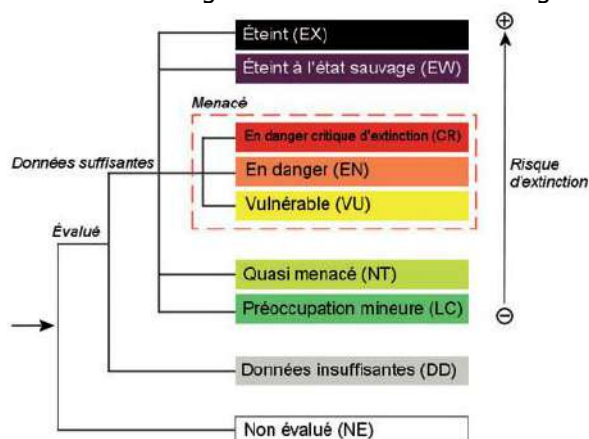 Éteint (EX)
Éteint à l'état sauvage (EW)
Menacé
En danger critique d'extinction (CR)
Données suffisantes
En danger (EN)
Risque
d'extinction
Vulnérable (VU)
Évalué
Quasi menacé (NT)
Préoccupation mineure (LC)
Données insuffisantes (DD)
Non évalué (NE)